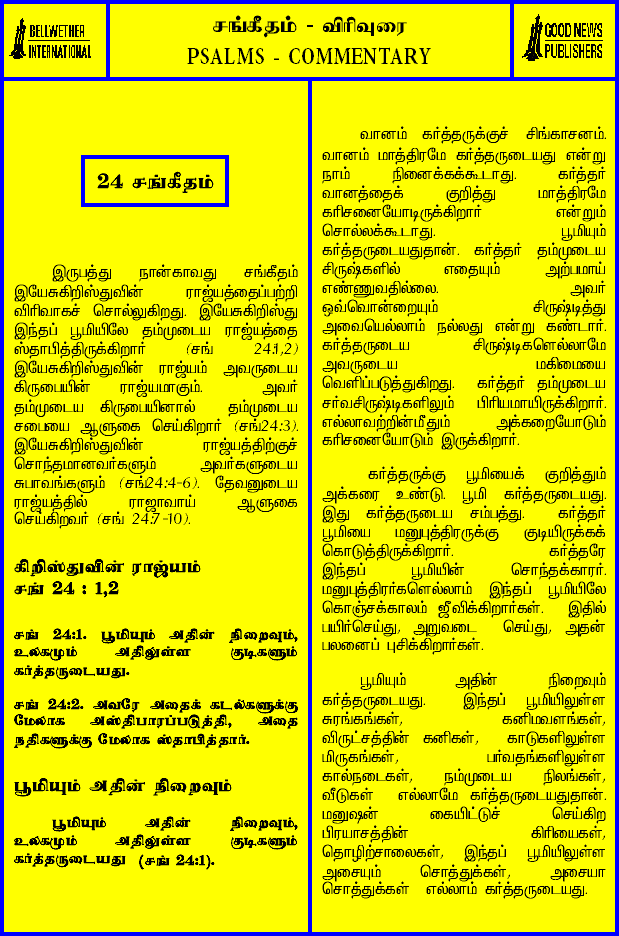 BELLWETHER
INTERNATIONAL
சங்கீதம் - விரிவுரை
PSALMS - COMMENTARY
GOOD NEWS
PUBLISHERS
24 சங்கீதம்
இருபத்து நான்காவது சங்கீதம்
இயேசுகிறிஸ்துவின் ராஜ்யத்தைப்பற்றி
விரிவாகச் சொல்லுகிறது. இயேசுகிறிஸ்து
இந்தப் பூமியிலே தம்முடைய ராஜ்யத்தை
ஸ்தாபித்திருக்கிறார் (சங் 24:1,2)
இயேசுகிறிஸ்துவின் ராஜ்யம் அவருடைய
கிருபையின் ராஜ்யமாகும். அவர்
தம்முடைய கிருபையினால் தம்முடைய
சபையை ஆளுகை செய்கிறார் (சங்24:3).
இயேசுகிறிஸ்துவின் ராஜ்யத்திற்குச்
சொந்தமானவர்களும் அவர்களுடைய
சுபாவங்களும் (சங்24:4-6). தேவனுடைய
ராஜ்யத்தில் ராஜாவாய் ஆளுகை
செய்கிறவர் (சங் 24:7-10).
கிறிஸ்துவின் ராஜ்யம்
சங் 24 : 1,2
சங் 24:1. பூமியும் அதின் நிறைவும்,
உலகமும் அதிலுள்ள குடிகளும்
கர்த்தருடையது.
சங் 24:2. அவரே அதைக் கடல்களுக்கு
மேலாக அஸ்திபாரப்படுத்தி, அதை
நதிகளுக்கு மேலாக ஸ்தாபித்தார்.
பூமியும் அதின் நிறைவும்
பூமியும் அதின் நிறைவும்,
உலகமும் அதிலுள்ள குடிகளும்
கர்த்தருடையது (சங் 24:1).
வானம் கர்த்தருக்குச் சிங்காசனம்.
வானம் மாத்திரமே கர்த்தருடையது என்று
நாம் நினைக்கக்கூடாது. கர்த்தர்
வானத்தைக் குறித்து மாத்திரமே
கரிசனையோடிருக்கிறார் என்றும்
சொல்லக்கூடாது. பூமியும்
கர்த்தருடையதுதான். கர்த்தர் தம்முடைய
சிருஷ்களில் எதையும் அற்பமாய்
எண்ணுவதில்லை. அவர்
ஒவ்வொன்றையும் சிருஷ்டித்து
அவையெல்லாம் நல்லது என்று கண்டார்.
கர்த்தருடைய சிருஷ்டிகளெல்லாமே
அவருடைய மகிமையை
வெளிப்படுத்துகிறது. கர்த்தர் தம்முடைய
சர்வசிருஷ்டிகளிலும் பிரியமாயிருக்கிறார்.
எல்லாவற்றின்மீதும் அக்கறையோடும்
கரிசனையோடும் இருக்கிறார்.
கர்த்தருக்கு பூமியைக் குறித்தும்
அக்கரை உண்டு. பூமி கர்த்தருடையது.
இது கர்த்தருடைய சம்பத்து. கர்த்தர்
பூமியை மனுபுத்திரருக்கு குடியிருக்கக்
கொடுத்திருக்கிறார். கர்த்தரே
இந்தப் பூமியின் சொந்தக்காரர்.
மனுபுத்திரர்களெல்லாம் இந்தப் பூமியிலே
கொஞ்சக்காலம் ஜீவிக்கிறார்கள். இதில்
பயிர்செய்து, அறுவடை செய்து, அதன்
பலனைப் புசிக்கிறார்கள்.
பூமியும் அதின் நிறைவும்
கர்த்தருடையது. இந்தப் பூமியிலுள்ள
சுரங்கங்கள், கனிமவளங்கள்,
விருட்சத்தின் கனிகள், காடுகளிலுள்ள
மிருகங்கள், பர்வதங்களிலுள்ள
கால்நடைகள், நம்முடைய நிலங்கள்,
வீடுகள் எல்லாமே கர்த்தருடையதுதான்.
மனுஷன் கையிட்டுச் செய்கிற
பிரயாசத்தின் கிரியைகள்,
தொழிற்சாலைகள், இந்தப் பூமியிலுள்ள
அசையும் சொத்துக்கள், அசையா
சொத்துக்கள் எல்லாம் கர்த்தருடையது.